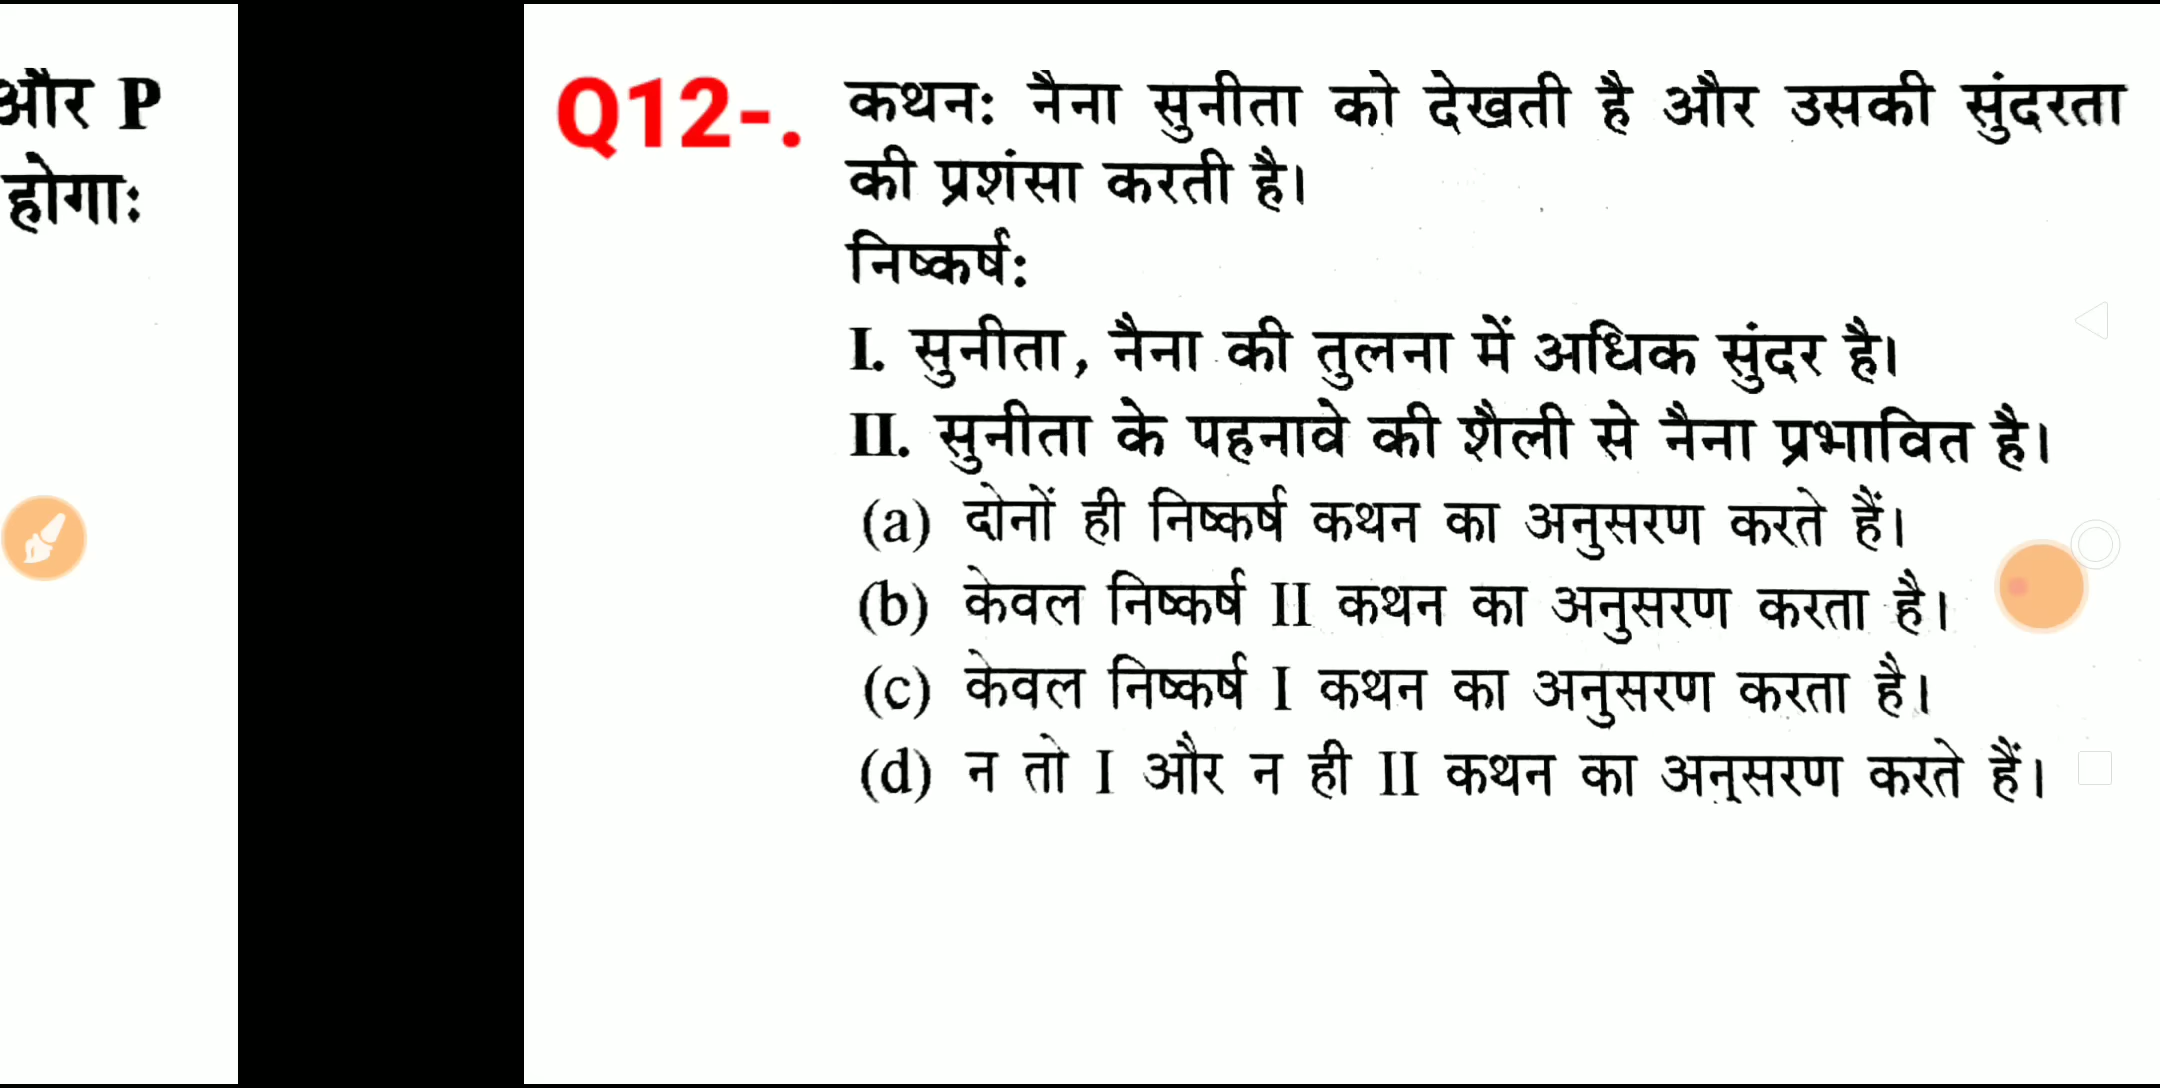 और P
होगाः
Q12-. कथनः नैना सुनीता को देखती है और उसकी सुंदरता
की प्रशंसा करती है।
निष्कर्षः
I. सुनीता, नैना की तुलना में अधिक सुंदर है।
II. सुनीता के पहनावे की शैली से नैना प्रभावित है।
(a) दोनों ही निष्कर्ष कथन का अनुसरण करते हैं।
(b) केवल निष्कर्ष II कथन का अनुसरण करता है।
(c) केवल निष्कर्ष I कथन का अनुसरण करता है।
(d) न तो I और न ही II कथन का अनुसरण करते हैं।